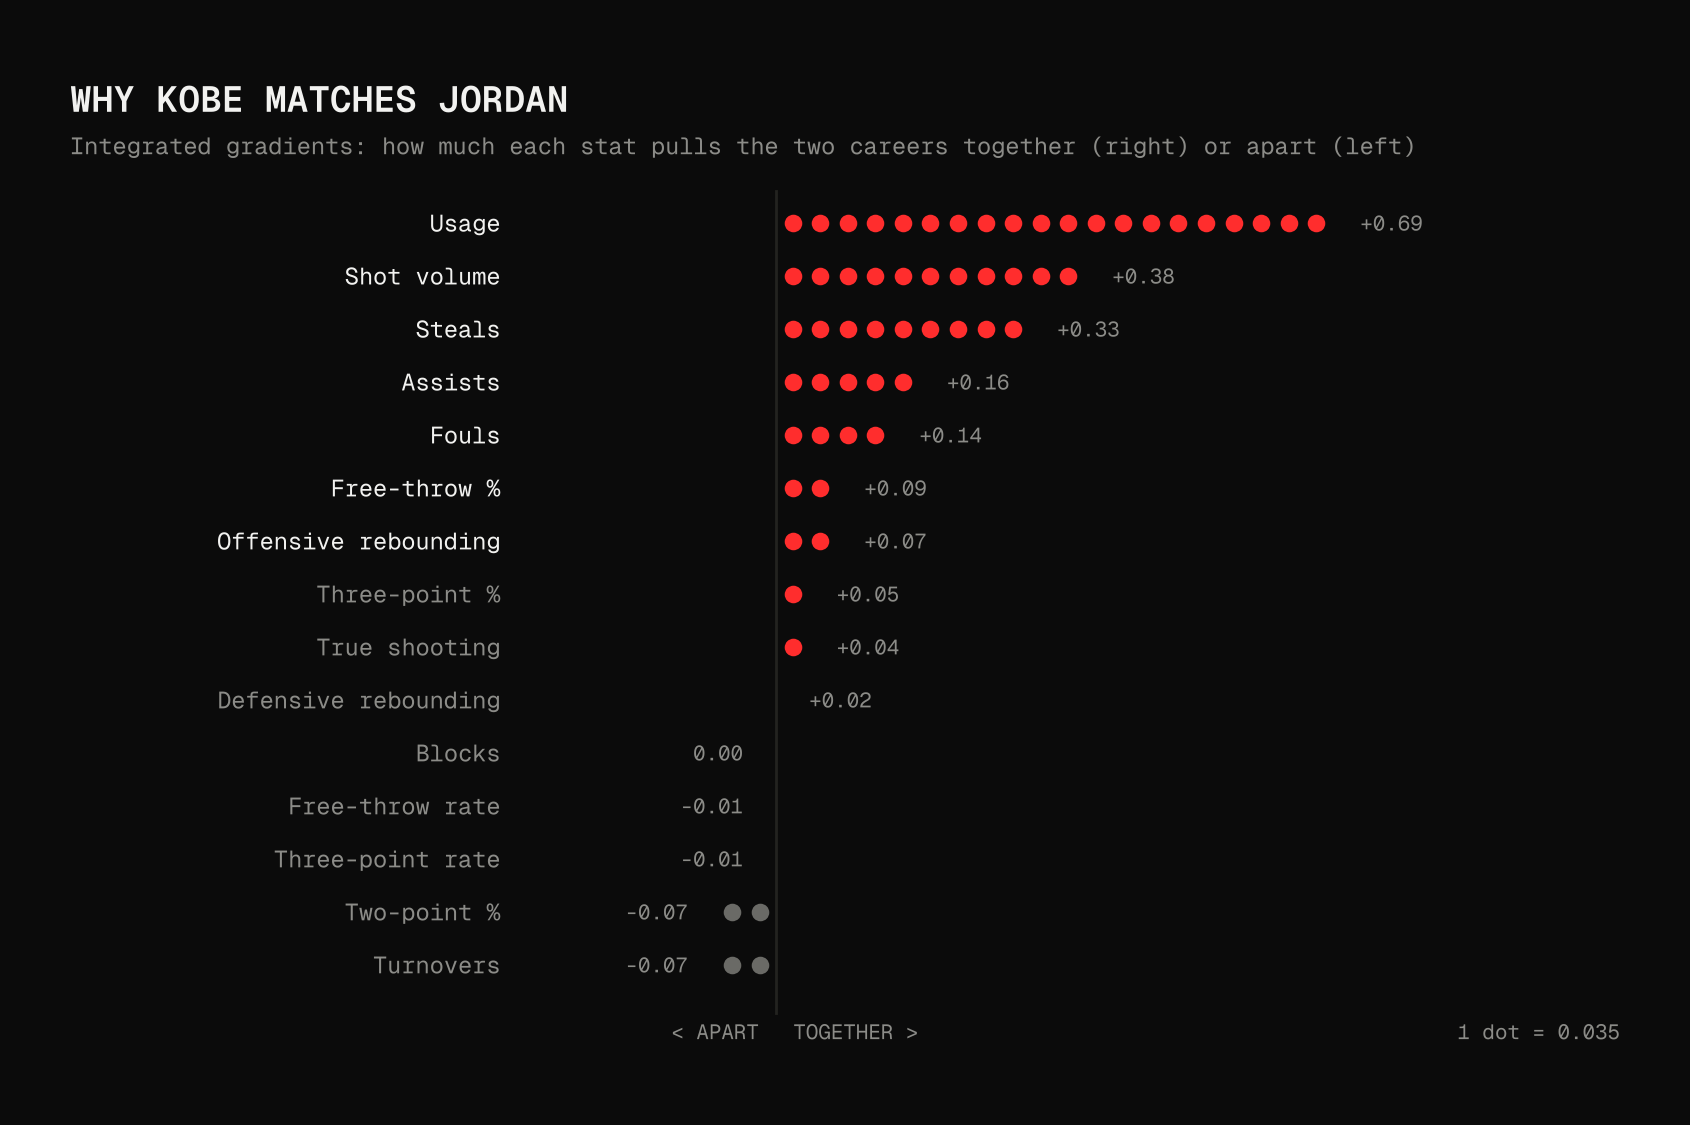 WHY KOBE MATCHES JORDAN
Integrated gradients: how much each stat pulls the two careers together (right) or apart (left)
Usage +0.69
Shot volume +0.38
Steals +0.33
Assists +0.16
Fouls +0.14
Free-throw % +0.09
Offensive rebounding +0.07
Three-point % +0.05
True shooting +0.04
Defensive rebounding +0.02
Blocks 0.00
Free-throw rate -0.01
Three-point rate -0.01
Two-point % -0.07
Turnovers -0.07
< APART TOGETHER > 1 dot = 0.035